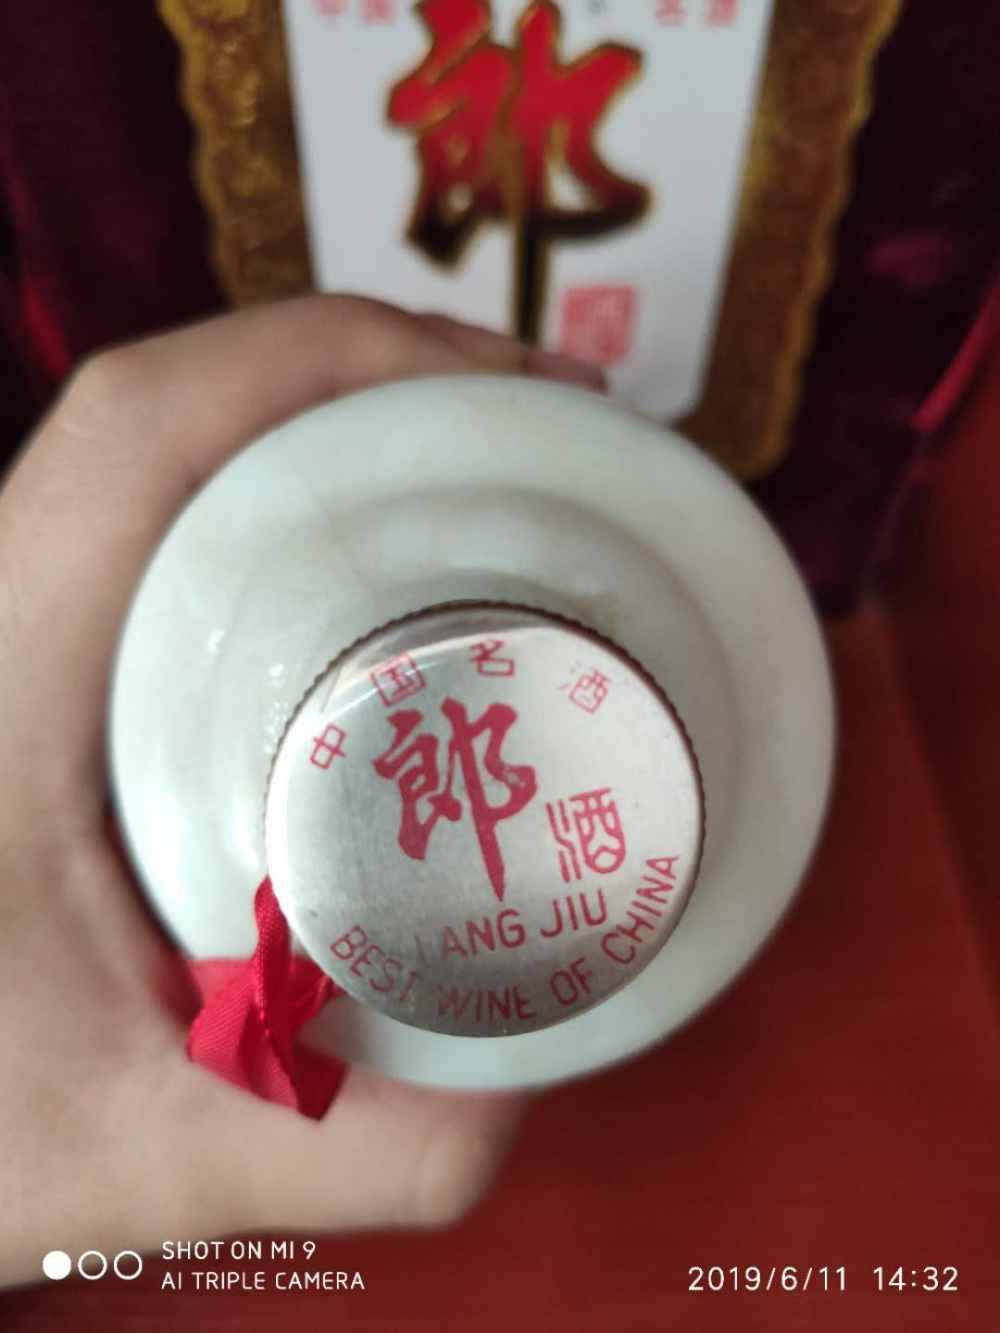 郎
中国名酒
郎
酒
LANG JIU
BEST WINE OF CHINA
SHOT ON MI 9
AI TRIPLE CAMERA
2019/6/11 14:32